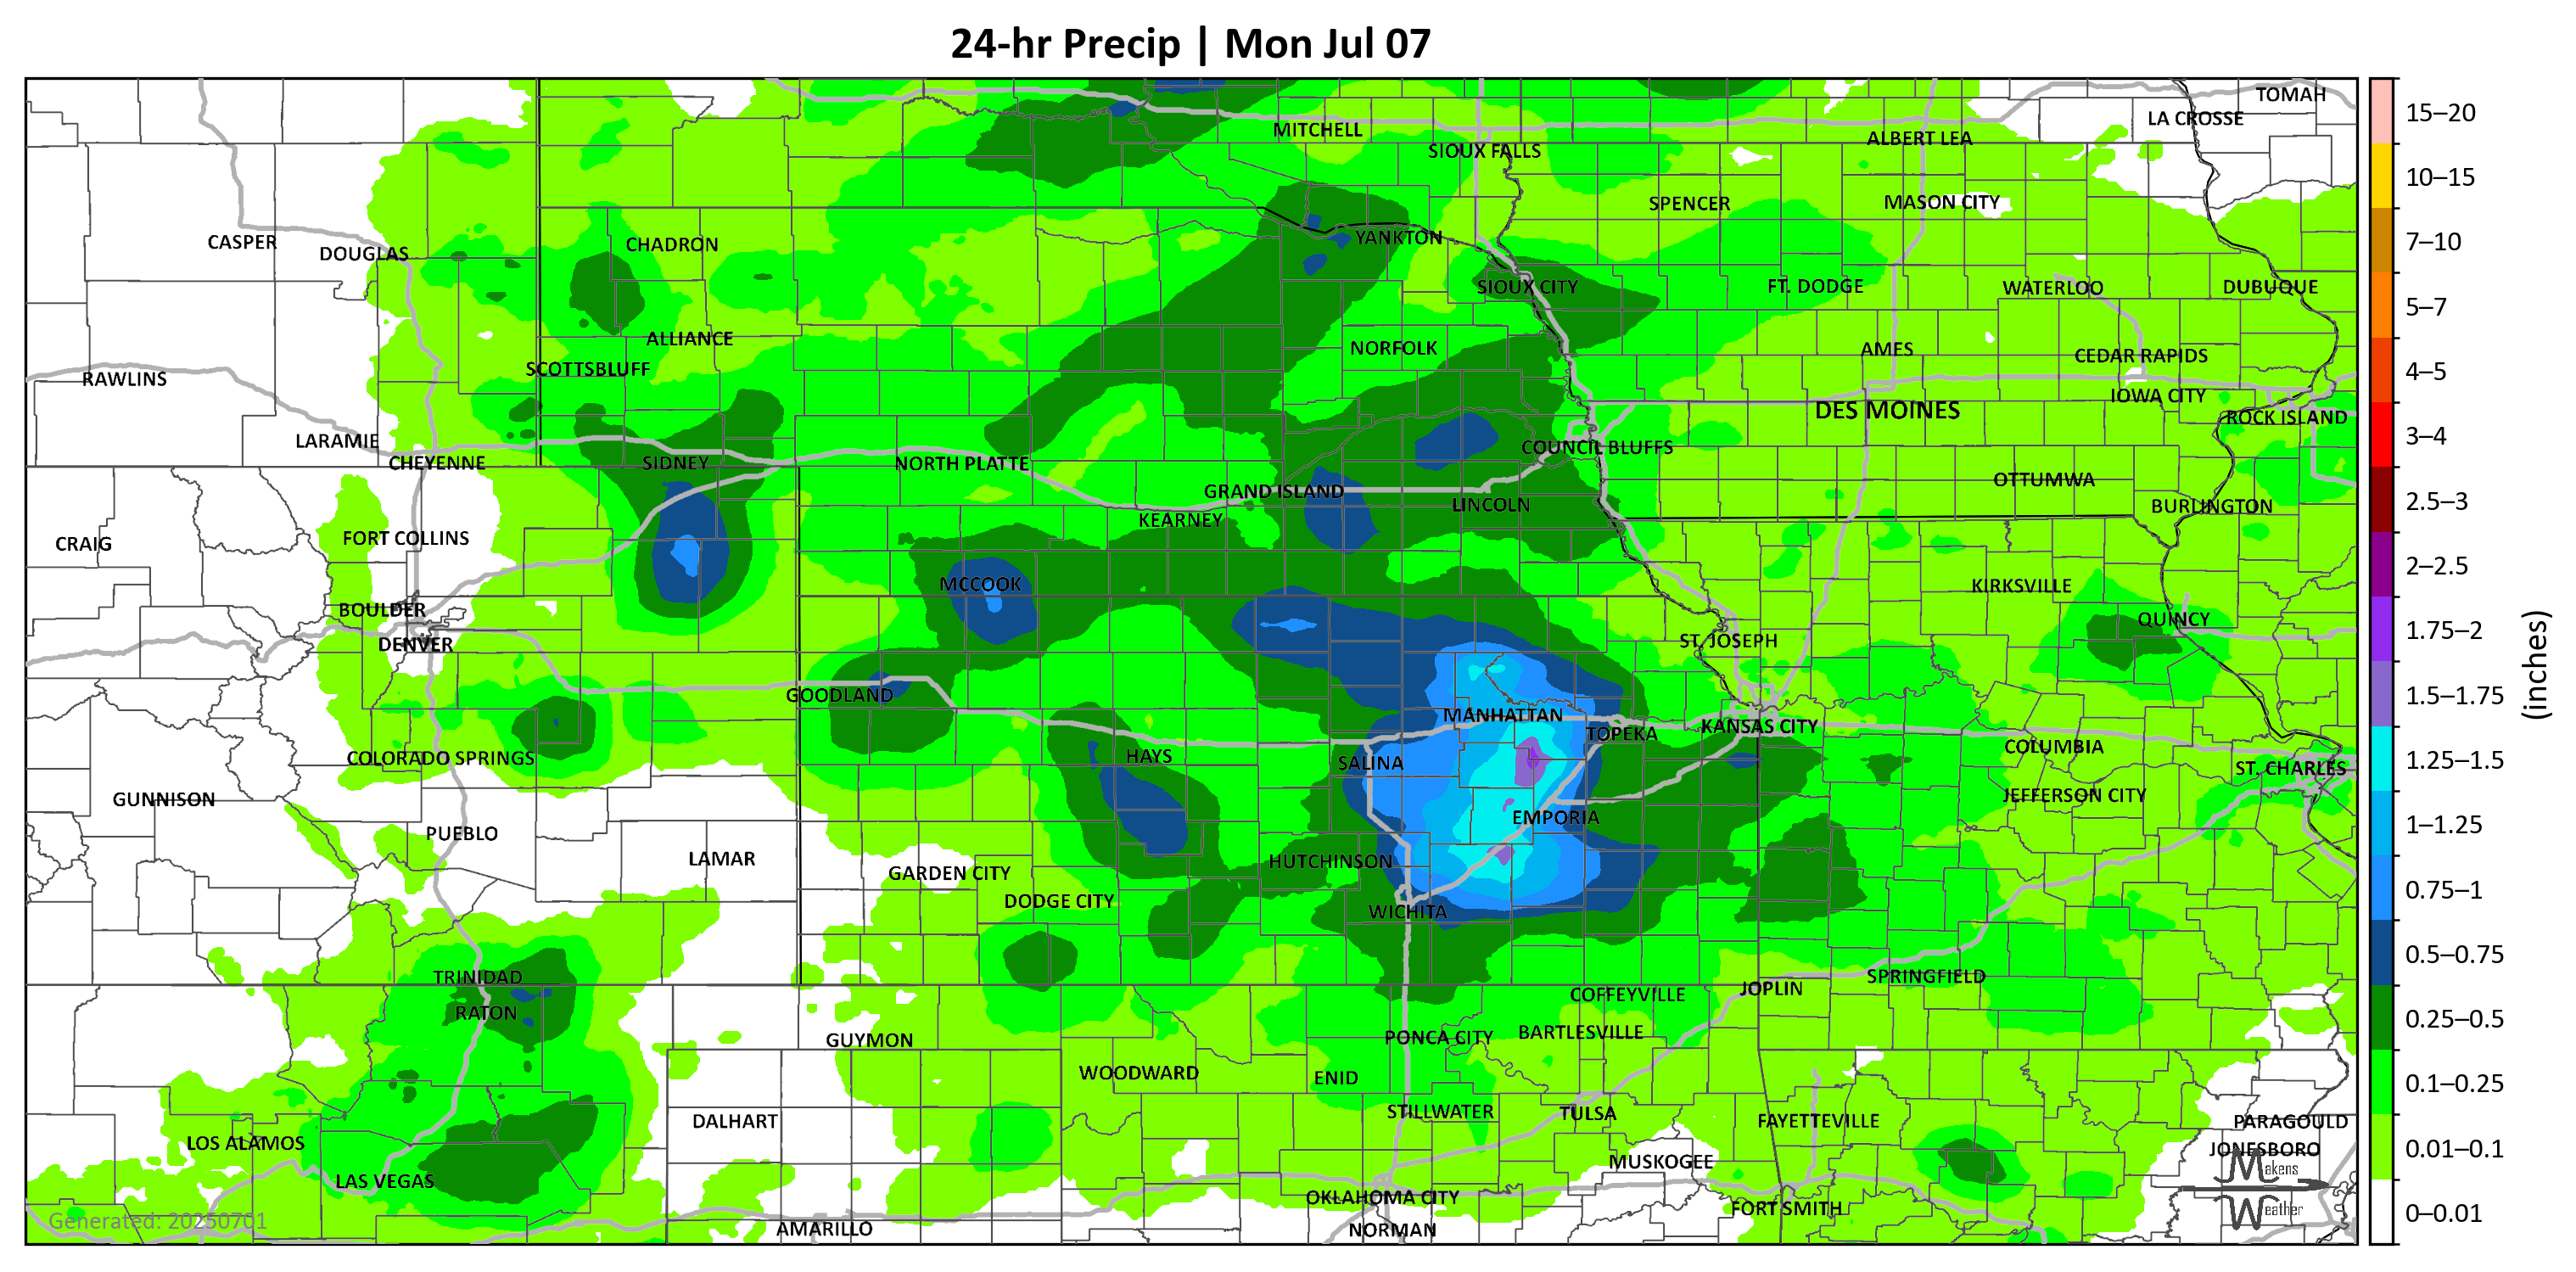 24-hr Precip | Mon Jul 07
TOMAH
LA CROSSE
MITCHELL
ALBERT LEA
SIOUX FALLS
SPENCER
MASON CITY
CASPER
DOUGLAS
CHADRON
YANKTON
SIOUX CITY
FT. DODGE
WATERLOO
DUBUQUE
ALLIANCE
NORFOLK
AMES
CEDAR RAPIDS
SCOTTSBLUFF
RAWLINS
IOWA CITY
DES MOINES
ROCK ISLAND
LARAMIE
COUNCIL BLUFFS
CHEYENNE
SIDNEY
NORTH PLATTE
OTTUMWA
GRAND ISLAND
LINCOLN
BURLINGTON
KEARNEY
FORT COLLINS
CRAIG
MCCOOK
KIRKSVILLE
BOULDER
QUINCY
DENVER
ST. JOSEPH
GOODLAND
MANHATTAN
KANSAS CITY
TOPEKA
COLUMBIA
COLORADO SPRINGS
HAYS
SALINA
ST. CHARLES
GUNNISON
JEFFERSON CITY
EMPORIA
PUEBLO
LAMAR
HUTCHINSON
GARDEN CITY
DODGE CITY
WICHITA
TRINIDAD
SPRINGFIELD
JOPLIN
COFFEYVILLE
RATON
BARTLESVILLE
PONCA CITY
GUYMON
WOODWARD
ENID
STILLWATER
TULSA
DALHART
FAYETTEVILLE
PARAGOULD
LOS ALAMOS
JONESBORO
MUSKOGEE
LAS VEGAS
OKLAHOMA CITY
FORT SMITH
AMARILLO
NORMAN
Generated: 20250701
Makens
Weather
15–20
10–15
7–10
5–7
4–5
3–4
2.5–3
2–2.5
1.75–2
1.5–1.75
1.25–1.5
1–1.25
0.75–1
0.5–0.75
0.25–0.5
0.1–0.25
0.01–0.1
0–0.01
(inches)